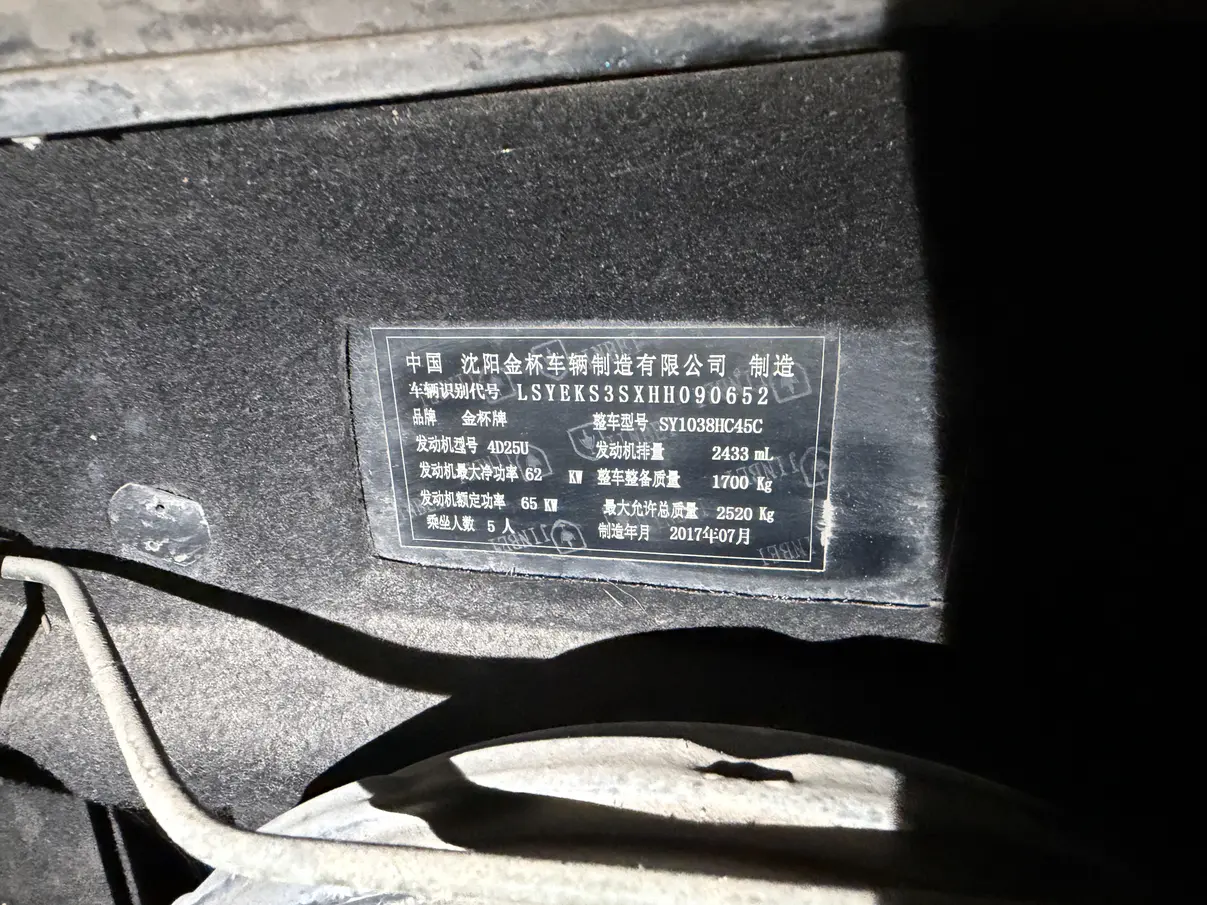 中国 沈阳金杯车辆制造有限公司 制造
车辆识别代号 LSYEKS3SXHH090652
品牌 金杯牌 整车型号 SY1038HC45C
发动机型号 4D25U 发动机排量 2433 mL
发动机最大净功率 62 KW 整车整备质量 1700 Kg
发动机额定功率 65 KW 最大允许总质量 2520 Kg
乘坐人数 5 人 制造年月 2017年07月
JINBEI
JINBEI
JINBEI
JINBEI